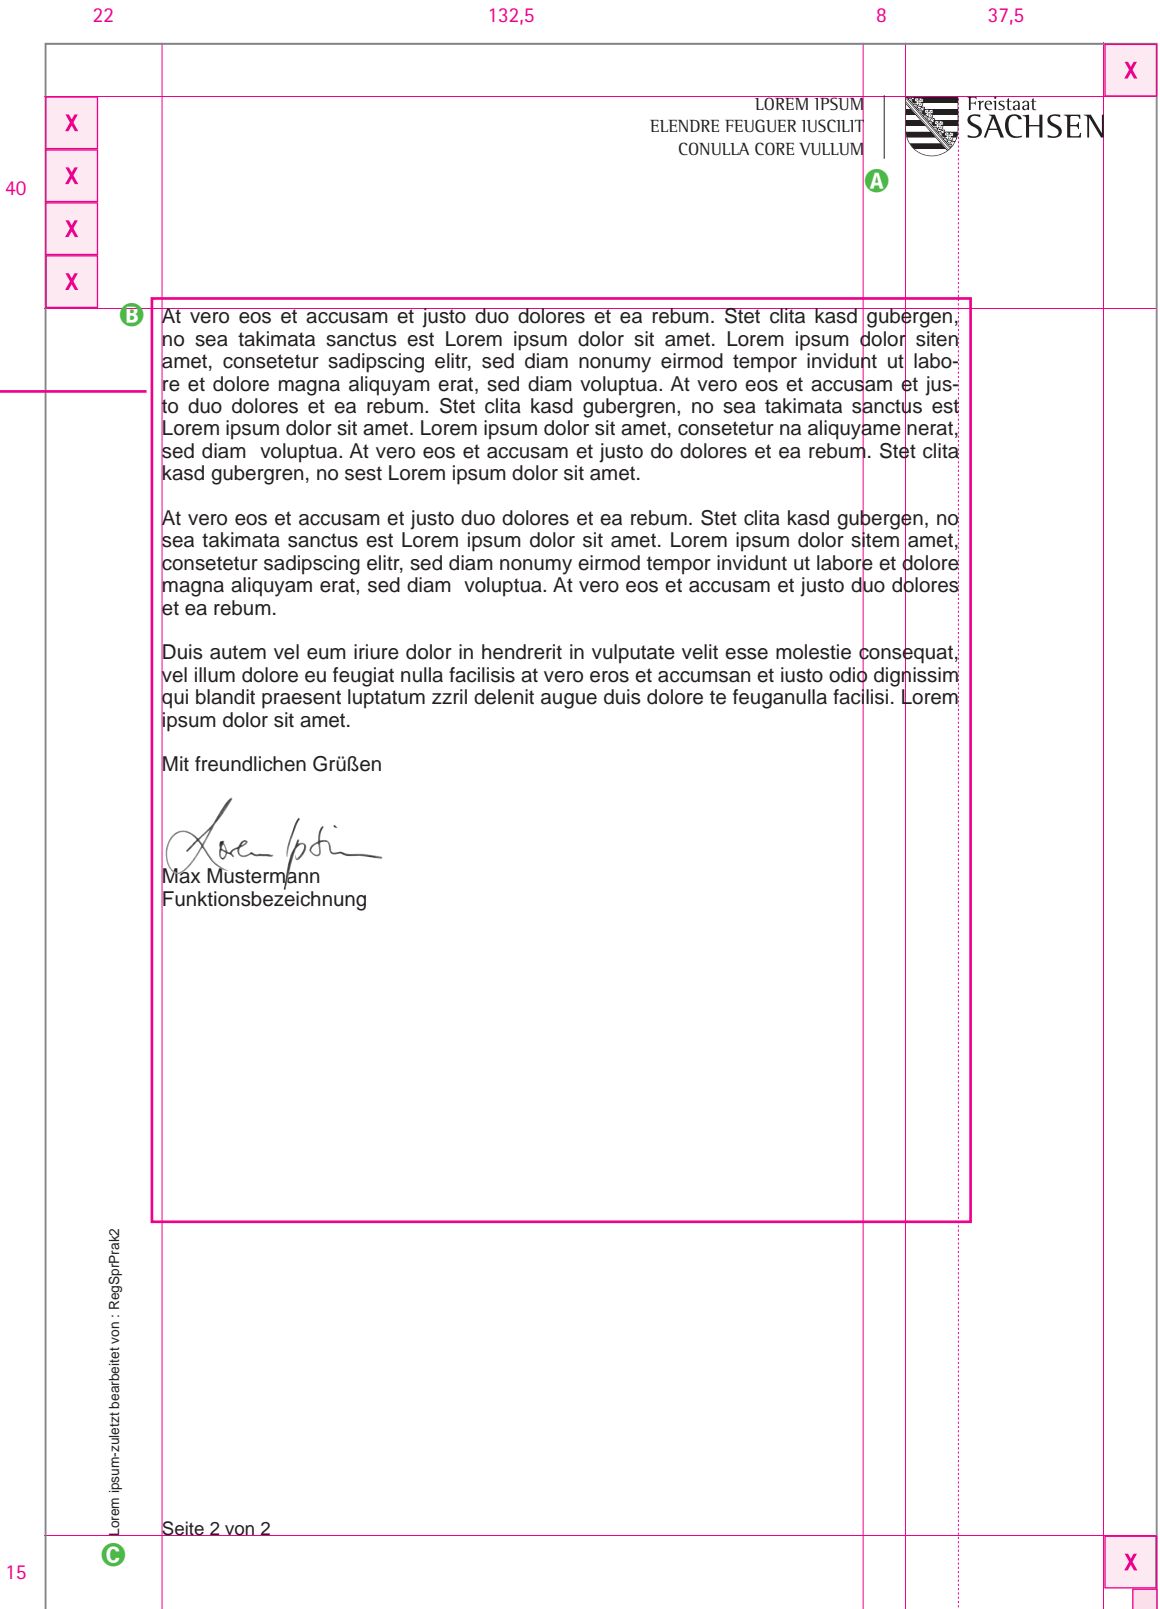 22
132,5
8
37,5
X
LOREM IPSUM
ELENDRE FEUGUER IUSCILIT
CONULLA CORE VULLUM
Freistaat
SACHSEN
X
X
X
X
40
A
B
At vero eos et accusam et justo duo dolores et ea rebum. Stet clita kasd gubergen,
no sea takimata sanctus est Lorem ipsum dolor sit amet. Lorem ipsum dolor siten
amet, consetetur sadipscing elitr, sed diam nonumy eirmod tempor invidunt ut labo-
re et dolore magna aliquyam erat, sed diam voluptua. At vero eos et accusam et jus-
to duo dolores et ea rebum. Stet clita kasd gubergren, no sea takimata sanctus est
Lorem ipsum dolor sit amet. Lorem ipsum dolor sit amet, consetetur na aliquyame nerat,
sed diam  voluptua. At vero eos et accusam et justo do dolores et ea rebum. Stet clita
kasd gubergren, no sest Lorem ipsum dolor sit amet.
At vero eos et accusam et justo duo dolores et ea rebum. Stet clita kasd gubergen, no
sea takimata sanctus est Lorem ipsum dolor sit amet. Lorem ipsum dolor sitem amet,
consetetur sadipscing elitr, sed diam nonumy eirmod tempor invidunt ut labore et dolore
magna aliquyam erat, sed diam  voluptua. At vero eos et accusam et justo duo dolores
et ea rebum.
Duis autem vel eum iriure dolor in hendrerit in vulputate velit esse molestie consequat,
vel illum dolore eu feugiat nulla facilisis at vero eros et accumsan et iusto odio dignissim
qui blandit praesent luptatum zzril delenit augue duis dolore te feuganulla facilisi. Lorem
ipsum dolor sit amet.
Mit freundlichen Grüßen
Lorem Ipsum
Max Mustermann
Funktionsbezeichnung
Lorem ipsum-zuletzt bearbeitet von : RegSprPrak2
Seite 2 von 2
C
15
X